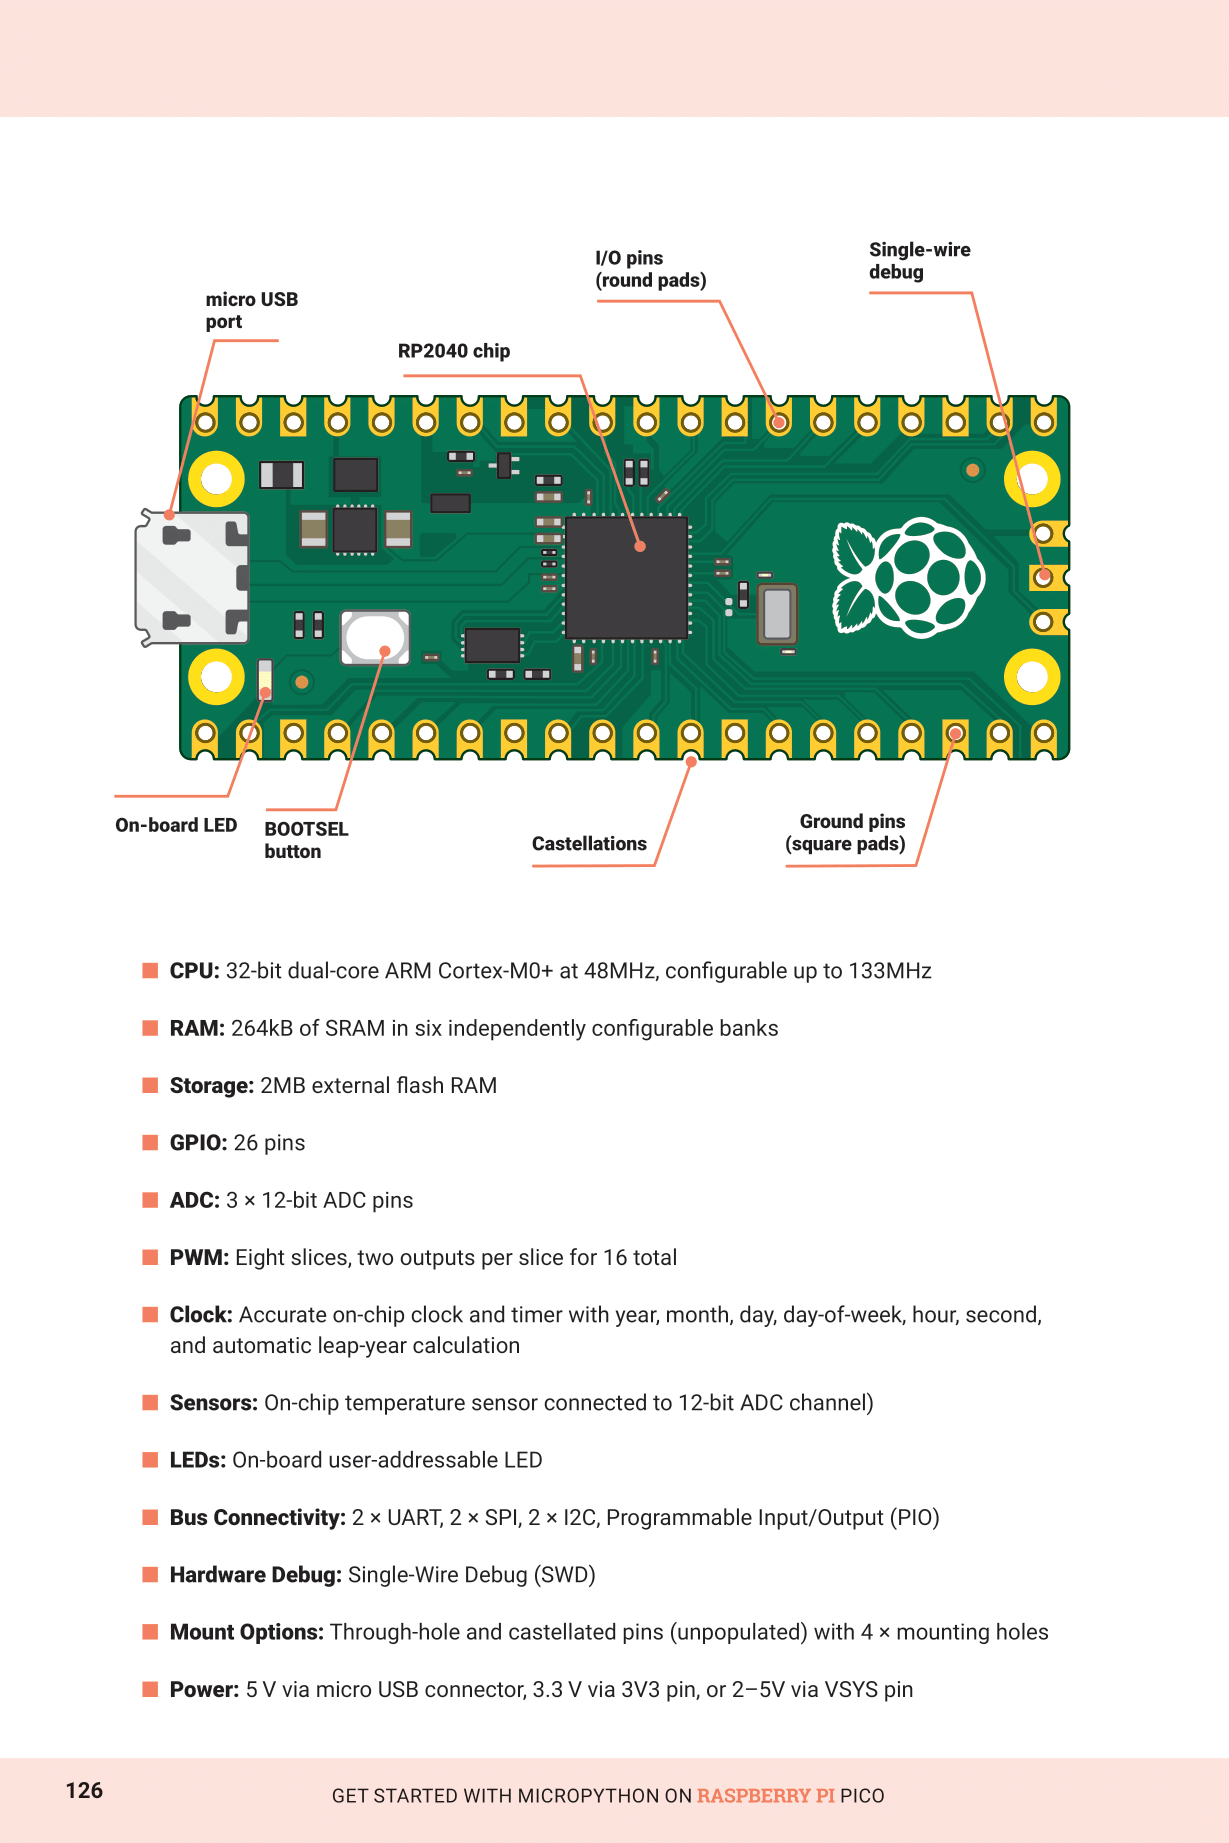 I/O pins
(round pads)
Single-wire
debug
micro USB
port
RP2040 chip
On-board LED
BOOTSEL
button
Castellations
Ground pins
(square pads)
CPU: 32-bit dual-core ARM Cortex-M0+ at 48MHz, configurable up to 133MHz
RAM: 264kB of SRAM in six independently configurable banks
Storage: 2MB external flash RAM
GPIO: 26 pins
ADC: 3 × 12-bit ADC pins
PWM: Eight slices, two outputs per slice for 16 total
Clock: Accurate on-chip clock and timer with year, month, day, day-of-week, hour, second,
and automatic leap-year calculation
Sensors: On-chip temperature sensor connected to 12-bit ADC channel)
LEDs: On-board user-addressable LED
Bus Connectivity: 2 × UART, 2 × SPI, 2 × I2C, Programmable Input/Output (PIO)
Hardware Debug: Single-Wire Debug (SWD)
Mount Options: Through-hole and castellated pins (unpopulated) with 4 × mounting holes
Power: 5 V via micro USB connector, 3.3 V via 3V3 pin, or 2–5V via VSYS pin
126
GET STARTED WITH MICROPYTHON ON RASPBERRY PI PICO